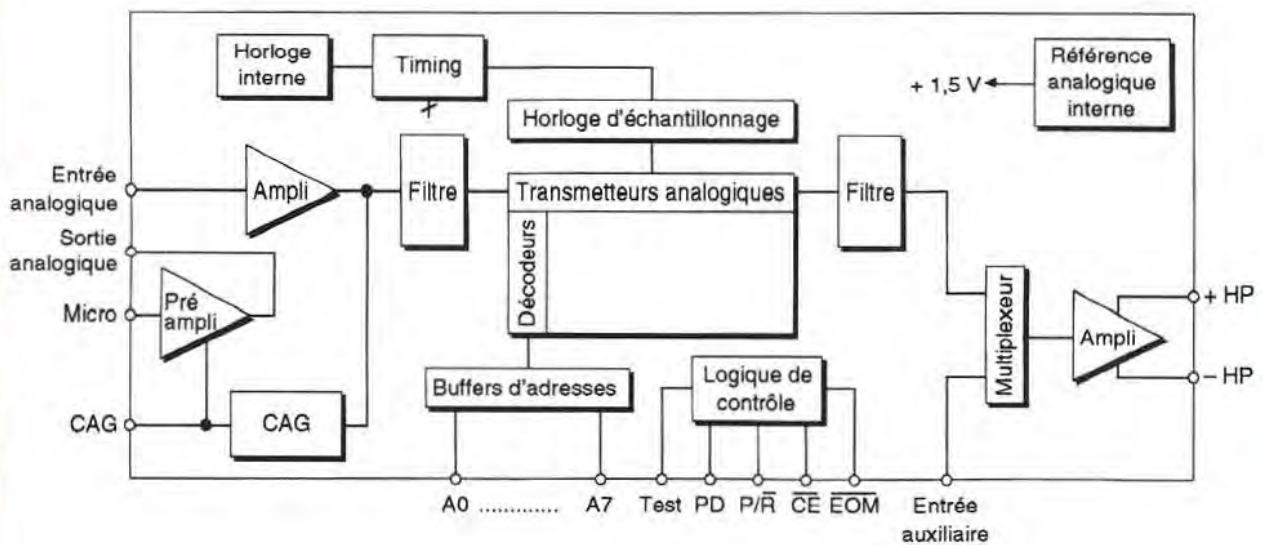 Horloge
interne
Timing
Référence
analogique
interne
+ 1,5 V
Horloge d'échantillonnage
Entrée
analogique
Ampli
Filtre
Transmetteurs analogiques
Filtre
Sortie
analogique
Décodeurs
Micro
Pré
ampli
Multiplexeur
Ampli
+ HP
– HP
Buffers d'adresses
Logique de
contrôle
CAG
CAG
A0 ............. A7 Test PD P/R̅ C̅E̅ E̅O̅M̅ Entrée
auxiliaire